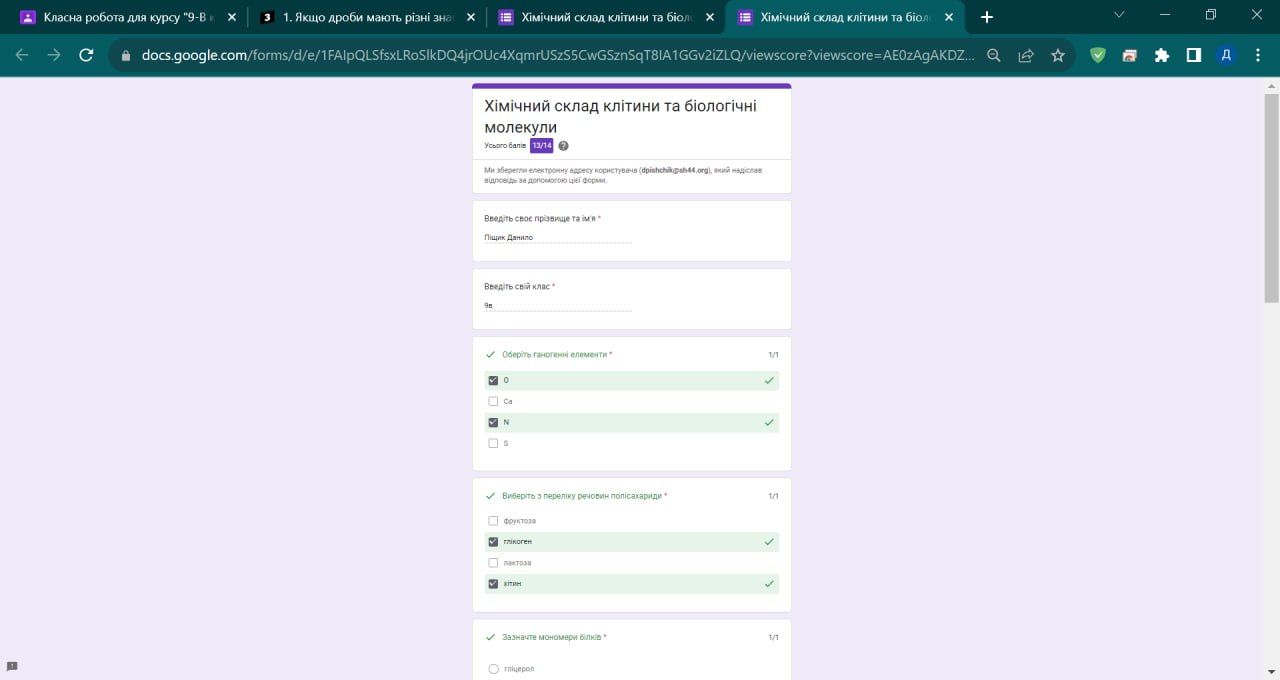 Класна робота для курсу "9-В к
1. Якщо дроби мають різні зна
Хімічний склад клітини та біол
Хімічний склад клітини та біол
docs.google.com/forms/d/e/1FAIpQLSfsxLRoSlkDQ4jrOUc4XqmrUSzS5CwGSznSqT8IA1GGv2iZLQ/viewscore?viewscore=AE0zAgAKDZ...
Д
Хімічний склад клітини та біологічні
молекули
Усього балів 13/14
Ми зберегли електронну адресу користувача (dpishchik@sh44.org), який надіслав
відповідь за допомогою цієї форми.
Введіть своє прізвище та ім'я *
Піщик Данило
Введіть свій клас *
9в
Оберіть ганогенні елементи * 1/1
O
Ca
N
S
Виберіть з переліку речовин полісахариди * 1/1
фруктоза
глікоген
лактоза
хітин
Зазначте мономери білків * 1/1
гліцерол